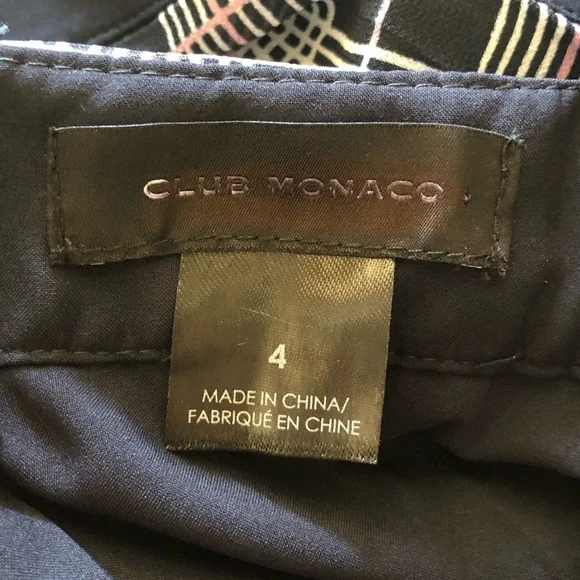 CLUB MONACO
4
MADE IN CHINA/
FABRIQUÉ EN CHINE